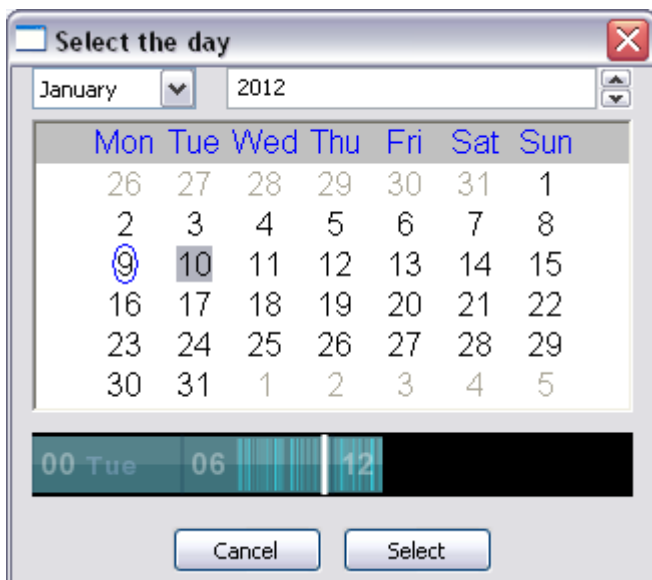 Select the day
January 2012
Mon Tue Wed Thu Fri Sat Sun
26 27 28 29 30 31 1
2 3 4 5 6 7 8
9 10 11 12 13 14 15
16 17 18 19 20 21 22
23 24 25 26 27 28 29
30 31 1 2 3 4 5
00 Tue 06 12
Cancel Select